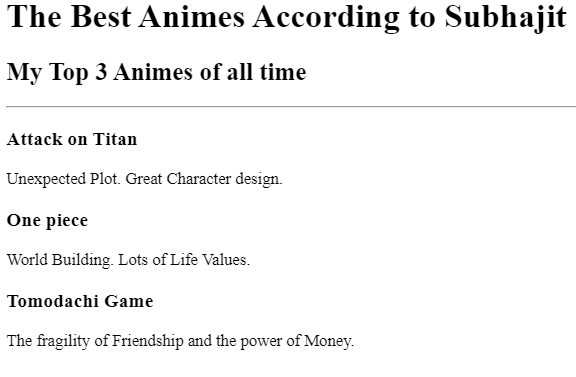 The Best Animes According to Subhajit
My Top 3 Animes of all time
Attack on Titan
Unexpected Plot. Great Character design.
One piece
World Building. Lots of Life Values.
Tomodachi Game
The fragility of Friendship and the power of Money.